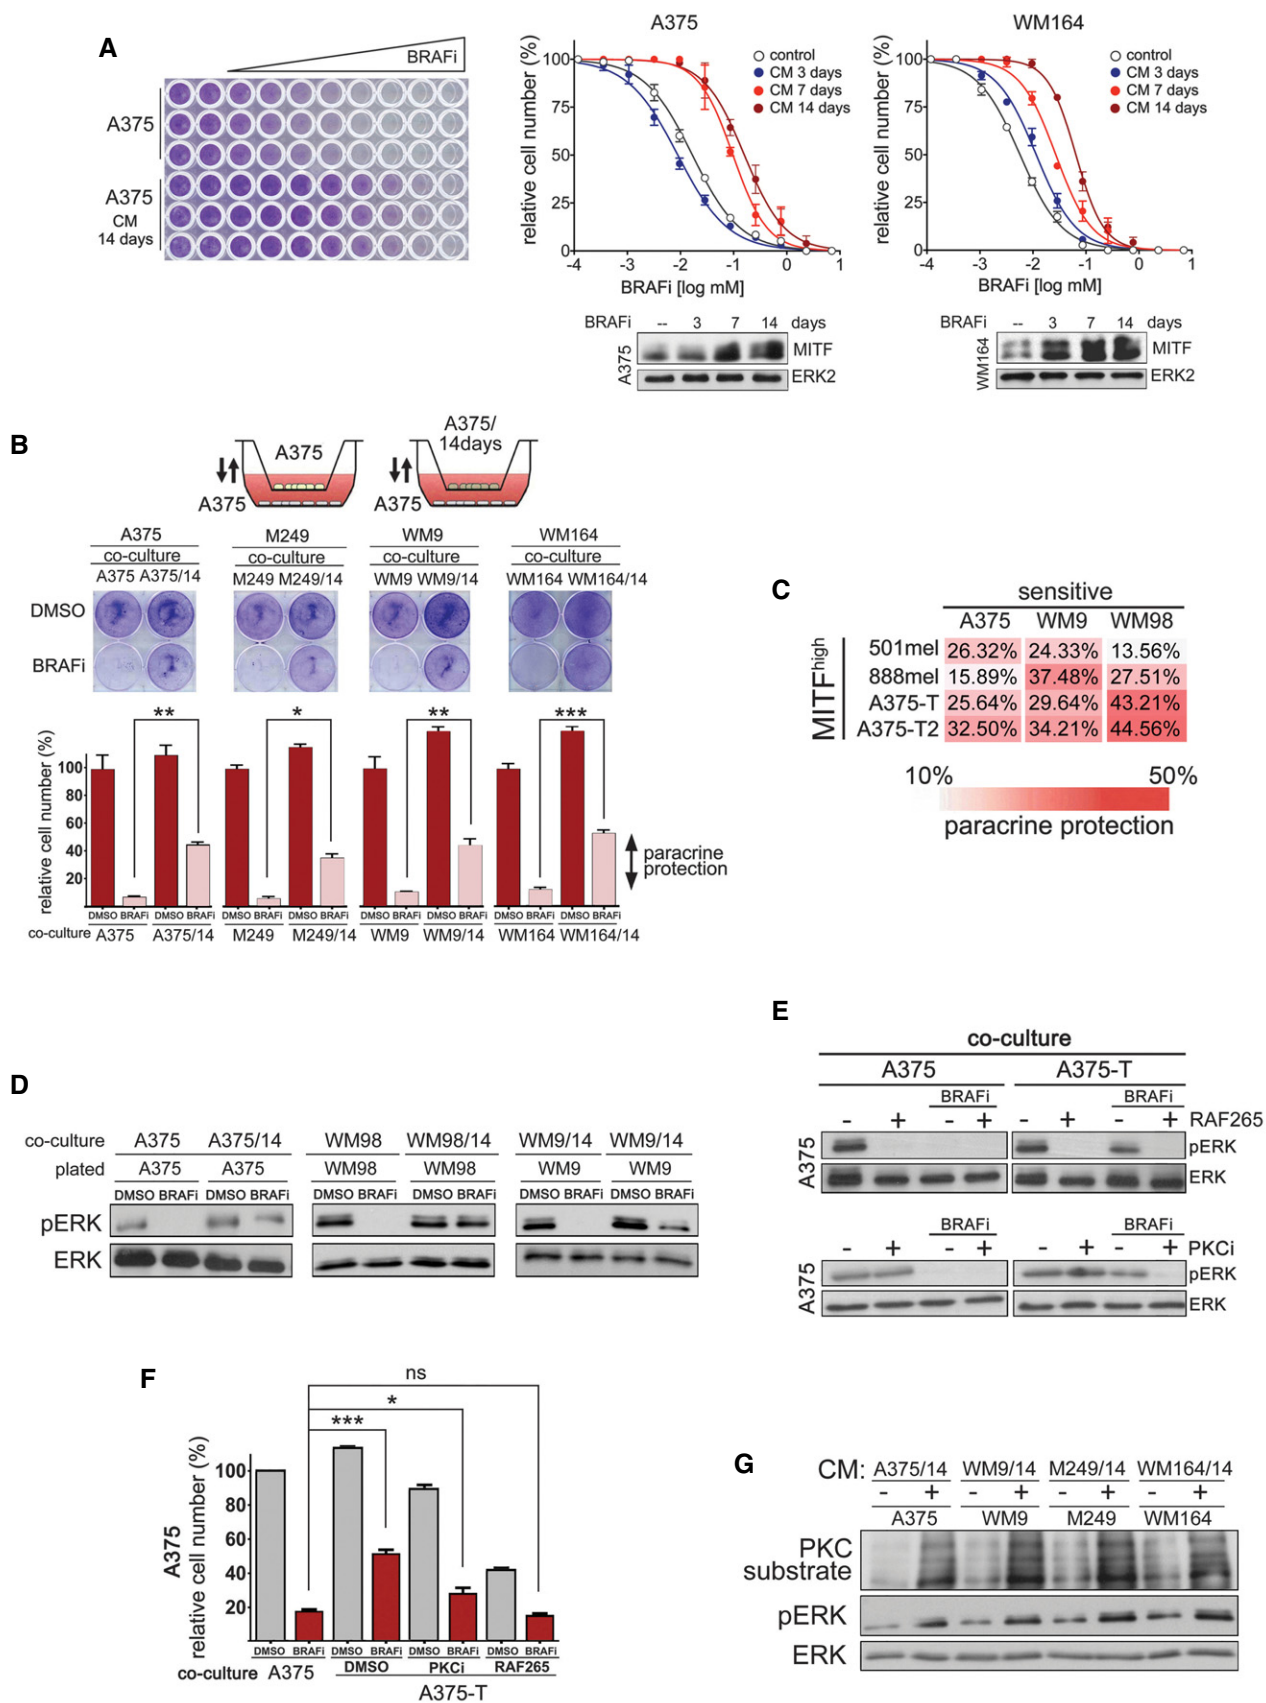 A
BRAFi
A375
A375
CM
14 days
A375
relative cell number (%)
100
75
50
25
0
-4 -3 -2 -1 0 1
BRAFi [log mM]
control
CM 3 days
CM 7 days
CM 14 days
BRAFi -- 3 7 14 days
A375
MITF
ERK2
WM164
relative cell number (%)
100
75
50
25
0
-4 -3 -2 -1 0 1
BRAFi [log mM]
control
CM 3 days
CM 7 days
CM 14 days
BRAFi -- 3 7 14 days
WM164
MITF
ERK2
B
A375
A375
A375/
14days
A375
A375 M249 WM9 WM164
co-culture co-culture co-culture co-culture
A375 A375/14 M249 M249/14 WM9 WM9/14 WM164 WM164/14
DMSO
BRAFi
** * ** ***
relative cell number (%)
100
80
60
40
20
paracrine
protection
DMSO BRAFi DMSO BRAFi DMSO BRAFi DMSO BRAFi DMSO BRAFi DMSO BRAFi DMSO BRAFi DMSO BRAFi
co-culture A375 A375/14 M249 M249/14 WM9 WM9/14 WM164 WM164/14
C
sensitive
A375 WM9 WM98
MITFhigh
501mel 26.32% 24.33% 13.56%
888mel 15.89% 37.48% 27.51%
A375-T 25.64% 29.64% 43.21%
A375-T2 32.50% 34.21% 44.56%
10% 50%
paracrine protection
D
co-culture A375 A375/14 WM98 WM98/14 WM9/14 WM9/14
plated A375 A375 WM98 WM98 WM9 WM9
DMSO BRAFi DMSO BRAFi DMSO BRAFi DMSO BRAFi DMSO BRAFi DMSO BRAFi
pERK
ERK
E
co-culture
A375 A375-T
BRAFi BRAFi
- + - + - + - + RAF265
A375
pERK
ERK
BRAFi BRAFi
- + - + - + - + PKCi
A375
pERK
ERK
F
ns
*
***
A375
relative cell number (%)
100
80
60
40
20
DMSO BRAFi DMSO BRAFi DMSO BRAFi DMSO BRAFi
co-culture A375 DMSO PKCi RAF265
A375-T
G
CM: A375/14 WM9/14 M249/14 WM164/14
- + - + - + - +
A375 WM9 M249 WM164
PKC
substrate
pERK
ERK